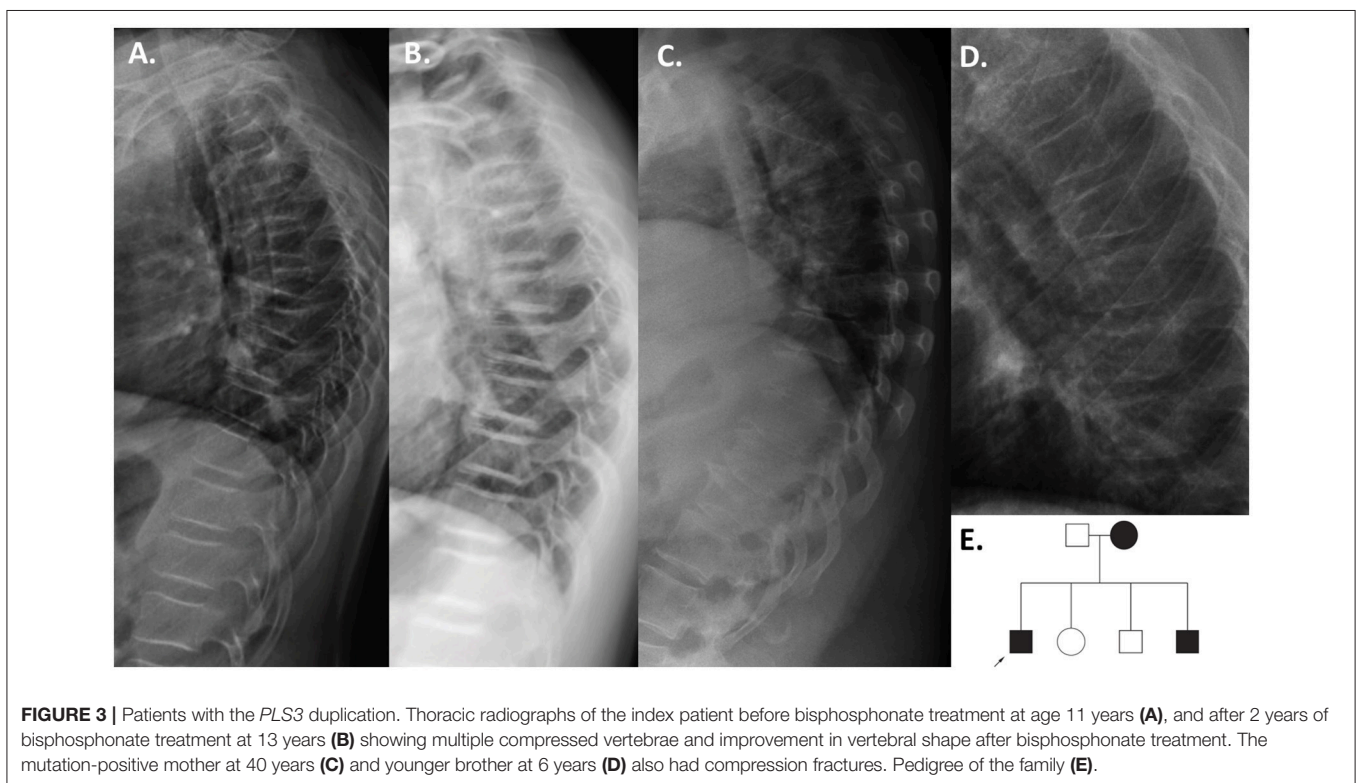 A.
B.
C.
D.
E.
FIGURE 3 | Patients with the PLS3 duplication. Thoracic radiographs of the index patient before bisphosphonate treatment at age 11 years (A), and after 2 years of
bisphosphonate treatment at 13 years (B) showing multiple compressed vertebrae and improvement in vertebral shape after bisphosphonate treatment. The
mutation-positive mother at 40 years (C) and younger brother at 6 years (D) also had compression fractures. Pedigree of the family (E).